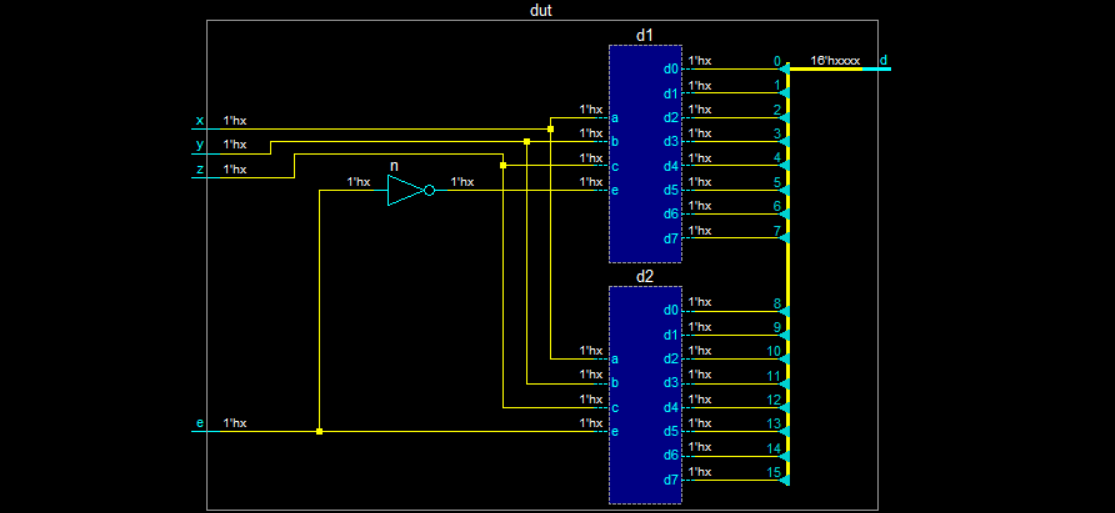 dut
d1
d0 1'hx 0 16'hxxxx d
d1 1'hx 1
x 1'hx 1'hx a d2 1'hx 2
y 1'hx 1'hx b d3 1'hx 3
z 1'hx n 1'hx c d4 1'hx 4
1'hx 1'hx 1'hx e d5 1'hx 5
d6 1'hx 6
d7 1'hx 7
d2
d0 1'hx 8
d1 1'hx 9
1'hx a d2 1'hx 10
1'hx b d3 1'hx 11
1'hx c d4 1'hx 12
e 1'hx 1'hx e d5 1'hx 13
d6 1'hx 14
d7 1'hx 15